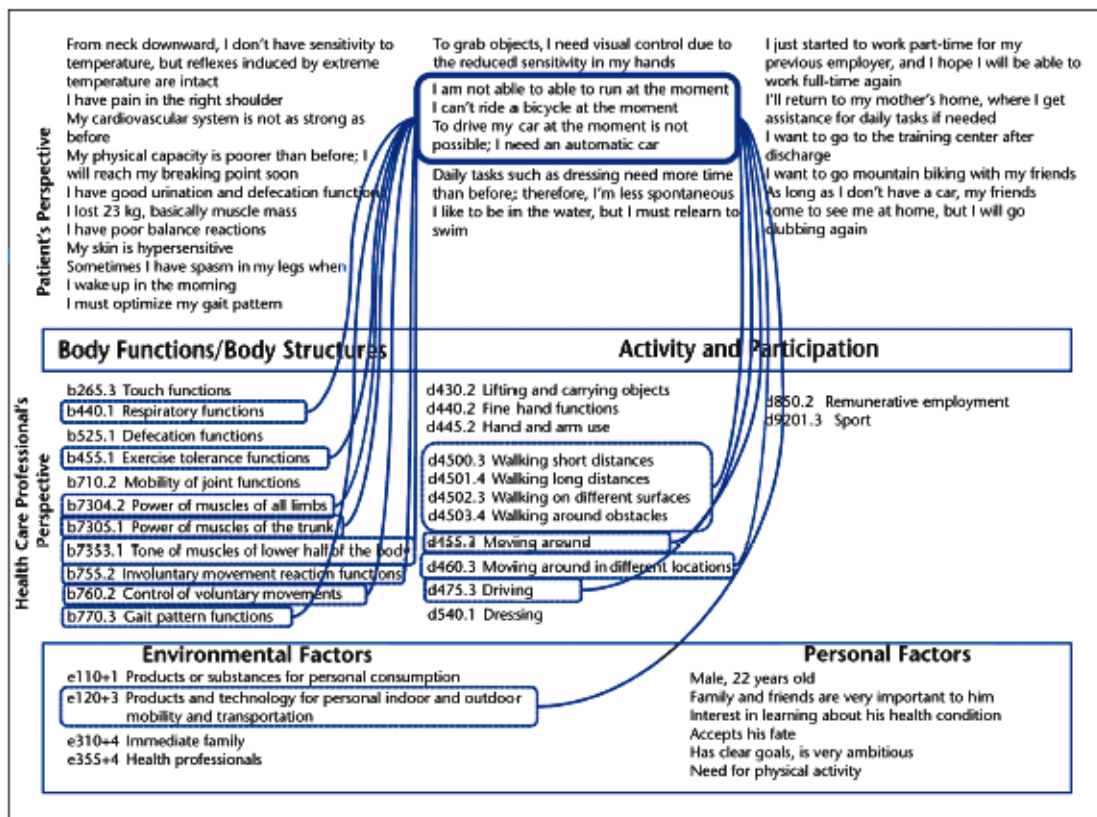 Patient's Perspective
From neck downward, I don't have sensitivity to
temperature, but reflexes induced by extreme
temperature are intact
I have pain in the right shoulder
My cardiovascular system is not as strong as
before
My physical capacity is poorer than before; I
will reach my breaking point soon
I have good urination and defecation functions
I lost 23 kg, basically muscle mass
I have poor balance reactions
My skin is hypersensitive
Sometimes I have spasm in my legs when
I wake up in the morning
I must optimize my gait pattern
To grab objects, I need visual control due to
the reducedl sensitivity in my hands
I am not able to able to run at the moment
I can't ride a bicycle at the moment
To drive my car at the moment is not
possible; I need an automatic car
Daily tasks such as dressing need more time
than before; therefore, I'm less spontaneous
I like to be in the water, but I must relearn to
swim
I just started to work part-time for my
previous employer, and I hope I will be able to
work full-time again
I'll return to my mother's home, where I get
assistance for daily tasks if needed
I want to go to the training center after
discharge
I want to go mountain biking with my friends
As long as I don't have a car, my friends
come to see me at home, but I will go
clubbing again
Body Functions/Body Structures
Activity and Participation
Health Care Professional's
Perspective
b265.3 Touch functions
b440.1 Respiratory functions
b525.1 Defecation functions
b455.1 Exercise tolerance functions
b710.2 Mobility of joint functions
b7304.2 Power of muscles of all limbs
b7305.1 Power of muscles of the trunk
b7353.1 Tone of muscles of lower half of the body
b755.2 Involuntary movement reaction functions
b760.2 Control of voluntary movements
b770.3 Gait pattern functions
d430.2 Lifting and carrying objects
d440.2 Fine hand functions
d445.2 Hand and arm use
d4500.3 Walking short distances
d4501.4 Walking long distances
d4502.3 Walking on different surfaces
d4503.4 Walking around obstacles
d455.3 Moving around
d460.3 Moving around in different locations
d475.3 Driving
d540.1 Dressing
d850.2 Remunerative employment
d9201.3 Sport
Environmental Factors
e110+1 Products or substances for personal consumption
e120+3 Products and technology for personal indoor and outdoor
mobility and transportation
e310+4 Immediate family
e355+4 Health professionals
Personal Factors
Male, 22 years old
Family and friends are very important to him
Interest in learning about his health condition
Accepts his fate
Has clear goals, is very ambitious
Need for physical activity